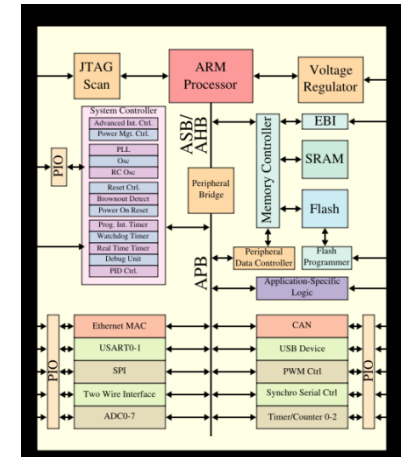 JTAG
Scan
ARM
Processor
Voltage
Regulator
System Controller
Advanced Int. Ctrl.
Power Mgt. Ctrl.
PLL
Osc
RC Osc
Reset Ctrl.
Brownout Detect
Power On Reset
Prog. Int. Timer
Watchdog Timer
Real Time Timer
Debug Unit
PID Ctrl.
PIO
ASB/
AHB
Peripheral
Bridge
APB
Memory Controller
EBI
SRAM
Flash
Peripheral
Data Controller
Flash
Programmer
Application-Specific
Logic
PIO
Ethernet MAC
USART0-1
SPI
Two Wire Interface
ADC0-7
CAN
USB Device
PWM Ctrl
Synchro Serial Ctrl
Timer/Counter 0-2
PIO